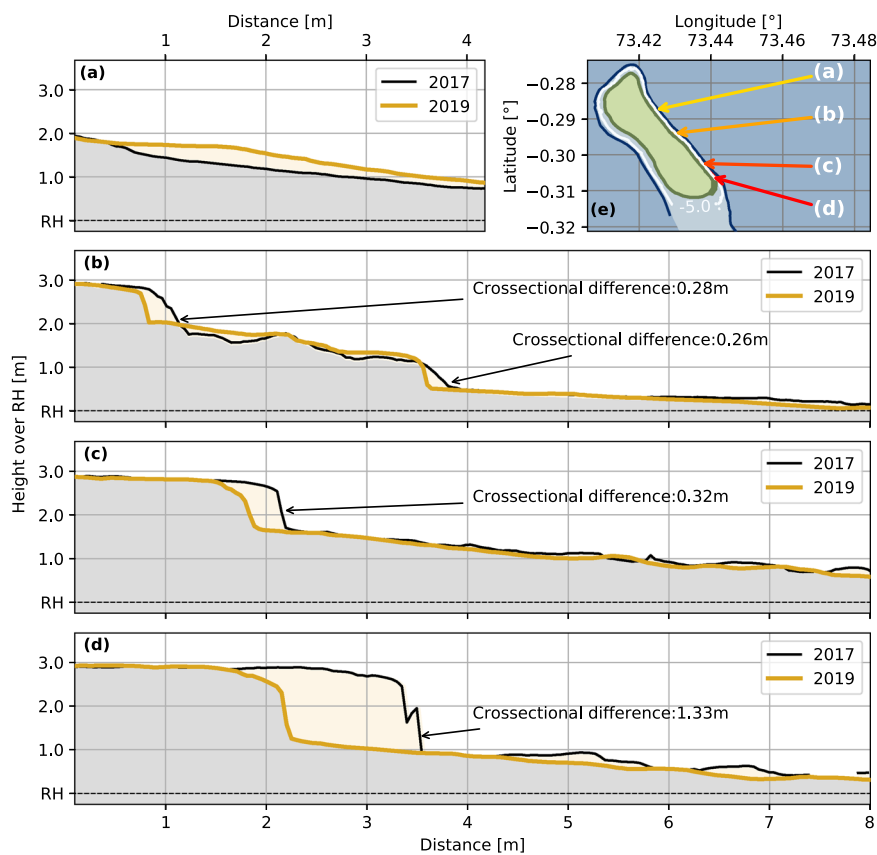 Distance [m]
1 2 3 4
(a)
2017
2019
3.0
2.0
1.0
RH
Longitude [°]
73.42 73.44 73.46 73.48
Latitude [°]
−0.28
−0.29
−0.30
−0.31
−0.32
(a)
(b)
(c)
(d)
(e)
-5.0
Height over RH [m]
(b)
2017
2019
Crossectional difference:0.28m
Crossectional difference:0.26m
3.0
2.0
1.0
RH
(c)
2017
2019
Crossectional difference:0.32m
3.0
2.0
1.0
RH
(d)
2017
2019
Crossectional difference:1.33m
3.0
2.0
1.0
RH
1 2 3 4 5 6 7 8
Distance [m]